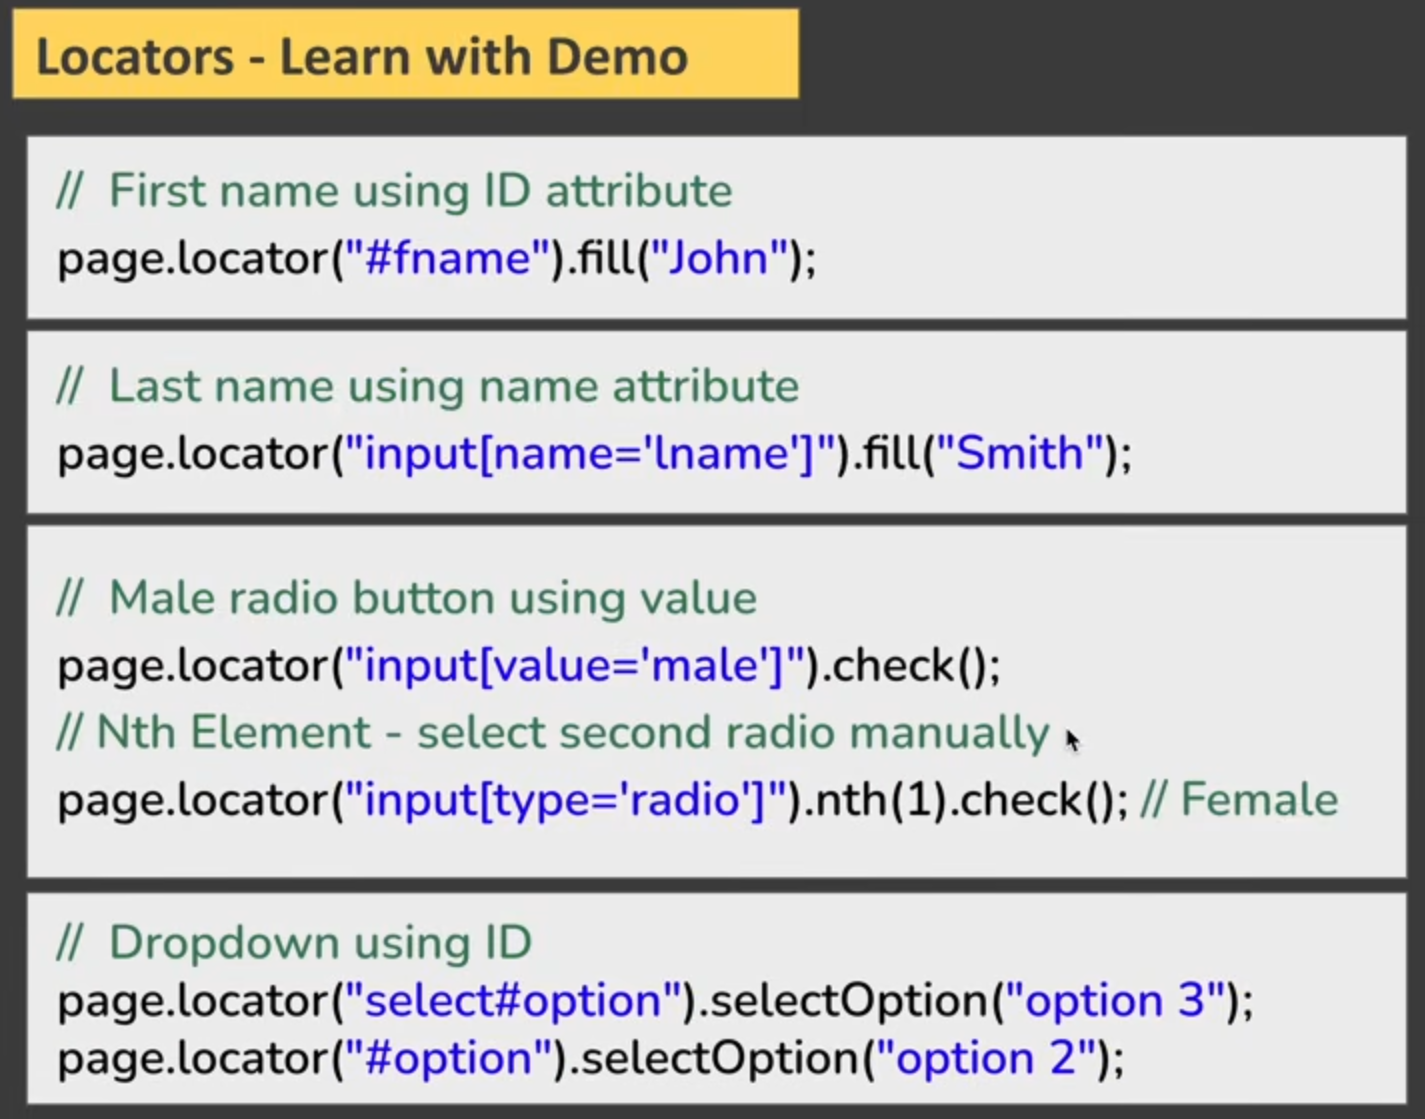 Locators - Learn with Demo
// First name using ID attribute
page.locator("#fname").fill("John");
// Last name using name attribute
page.locator("input[name='lname']").fill("Smith");
// Male radio button using value
page.locator("input[value='male']").check();
// Nth Element - select second radio manually
page.locator("input[type='radio']").nth(1).check(); // Female
// Dropdown using ID
page.locator("select#option").selectOption("option 3");
page.locator("#option").selectOption("option 2");